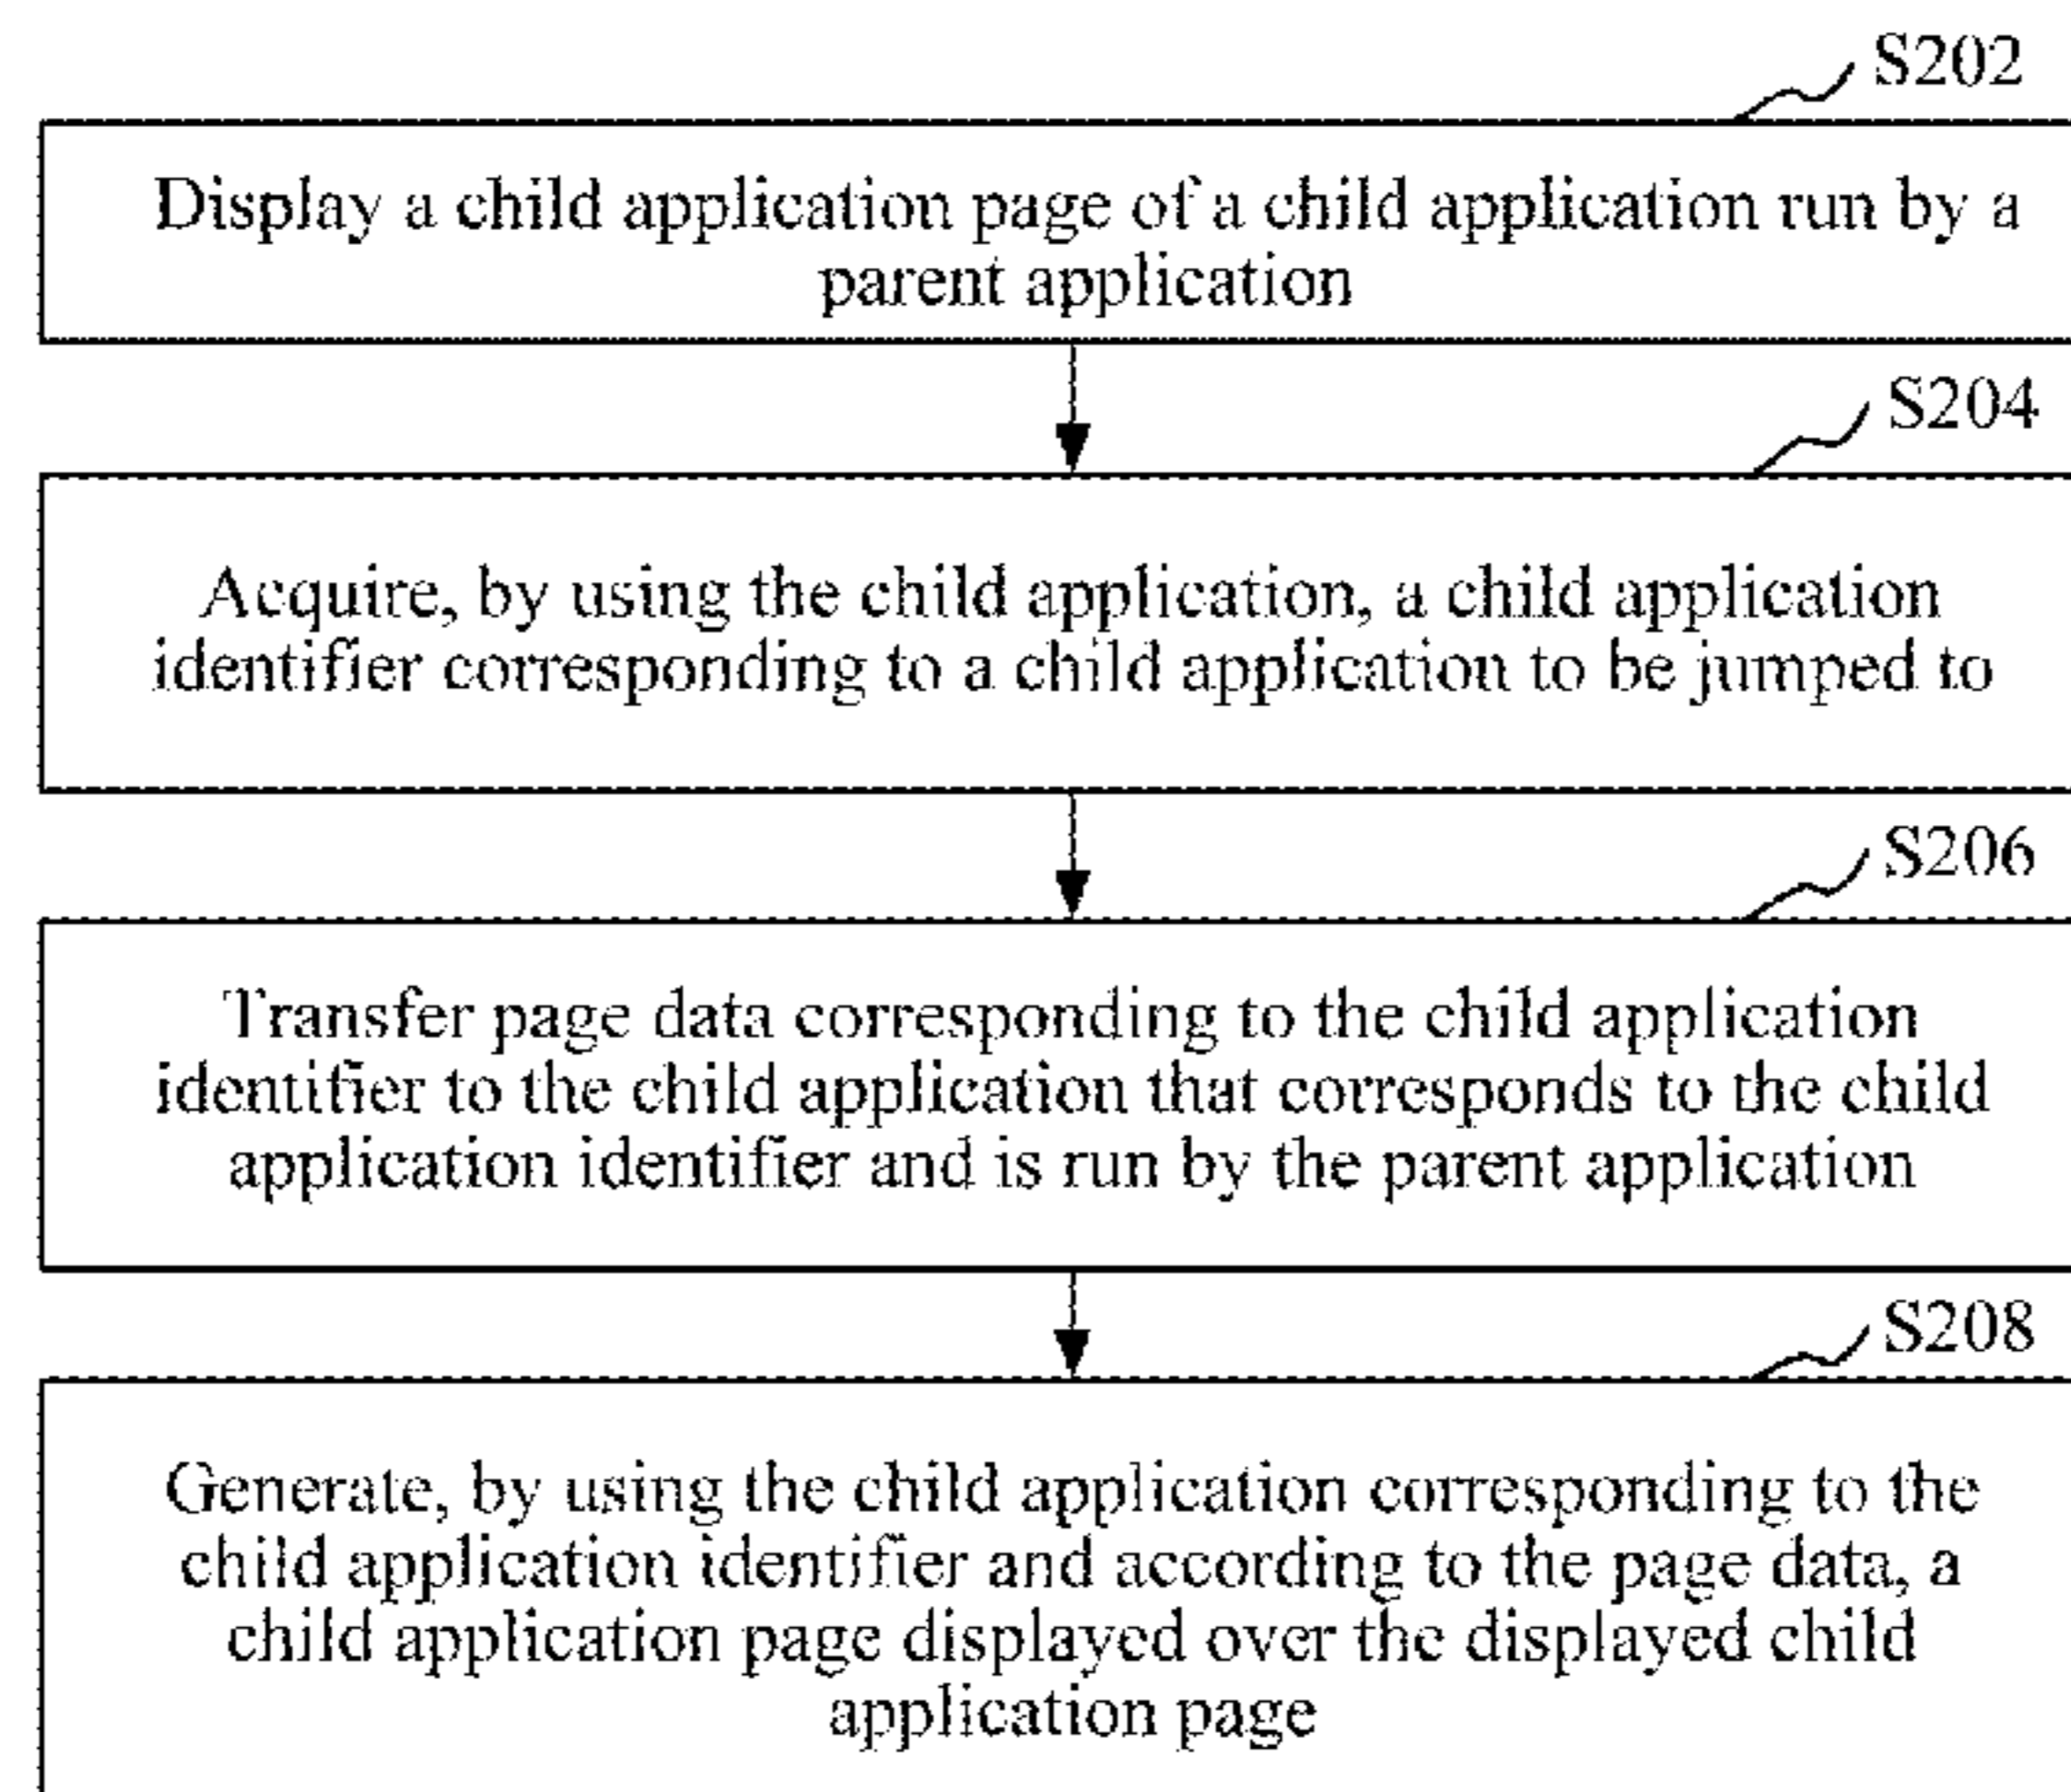 S202
Display a child application page of a child application run by a
parent application
S204
Acquire, by using the child application, a child application
identifier corresponding to a child application to be jumped to
S206
Transfer page data corresponding to the child application
identifier to the child application that corresponds to the child
application identifier and is run by the parent application
S208
Generate, by using the child application corresponding to the
child application identifier and according to the page data, a
child application page displayed over the displayed child
application page